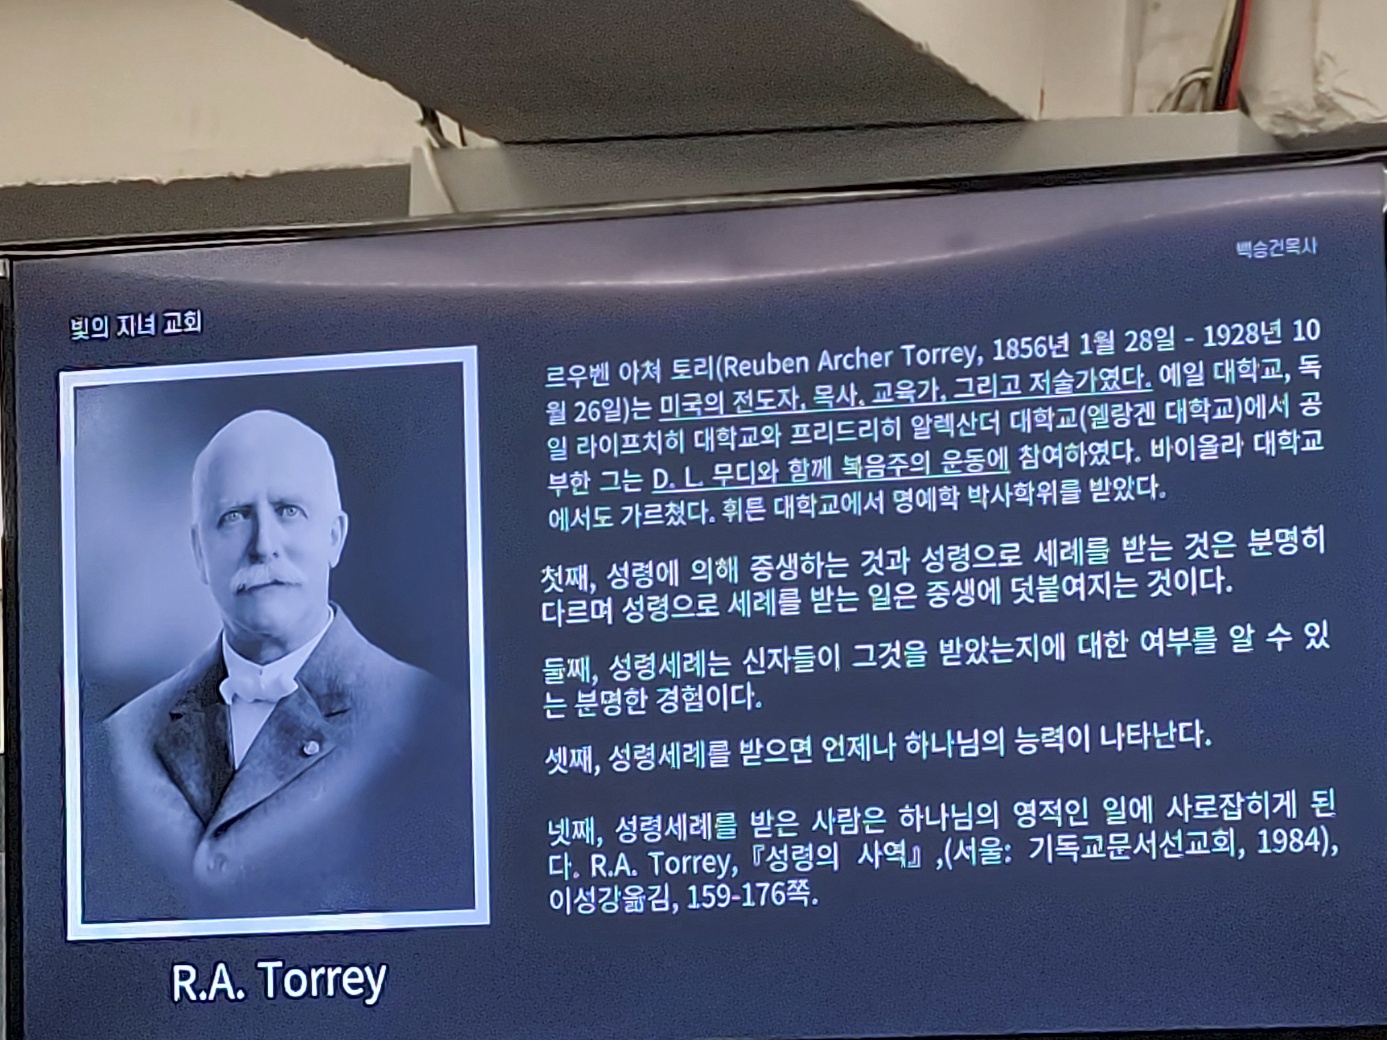 백승건목사
빛의 자녀 교회
르우벤 아쳐 토리(Reuben Archer Torrey, 1856년 1월 28일 - 1928년 10
월 26일)는 미국의 전도자, 목사, 교육가, 그리고 저술가였다. 예일 대학교, 독
일 라이프치히 대학교와 프리드리히 알렉산더 대학교(엘랑겐 대학교)에서 공
부한 그는 D. L. 무디와 함께 복음주의 운동에 참여하였다. 바이올라 대학교
에서도 가르쳤다. 휘튼 대학교에서 명예학 박사학위를 받았다.
첫째, 성령에 의해 중생하는 것과 성령으로 세례를 받는 것은 분명히
다르며 성령으로 세례를 받는 일은 중생에 덧붙여지는 것이다.
둘째, 성령세례는 신자들이 그것을 받았는지에 대한 여부를 알 수 있
는 분명한 경험이다.
셋째, 성령세례를 받으면 언제나 하나님의 능력이 나타난다.
넷째, 성령세례를 받은 사람은 하나님의 영적인 일에 사로잡히게 된
다. R.A. Torrey, 『성령의 사역』,(서울: 기독교문서선교회, 1984),
이성강옮김, 159-176쪽.
R.A. Torrey